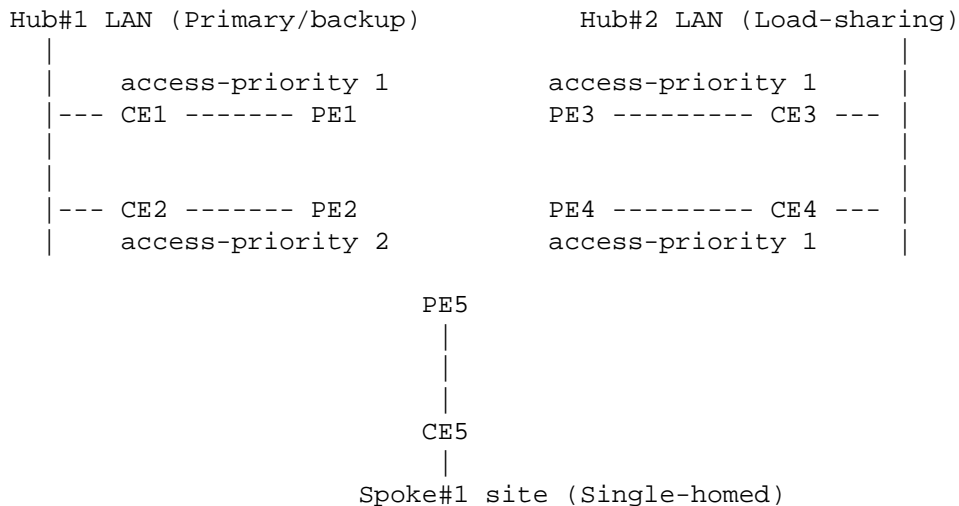 Hub#1 LAN (Primary/backup)          Hub#2 LAN (Load-sharing)
  |                                                    |
  |    access-priority 1          access-priority 1    |
  |--- CE1 ------- PE1            PE3 --------- CE3 --- |
  |                                                    |
  |                                                    |
  |--- CE2 ------- PE2            PE4 --------- CE4 --- |
  |    access-priority 2          access-priority 1    |
PE5
|
|
|
CE5
|
Spoke#1 site (Single-homed)